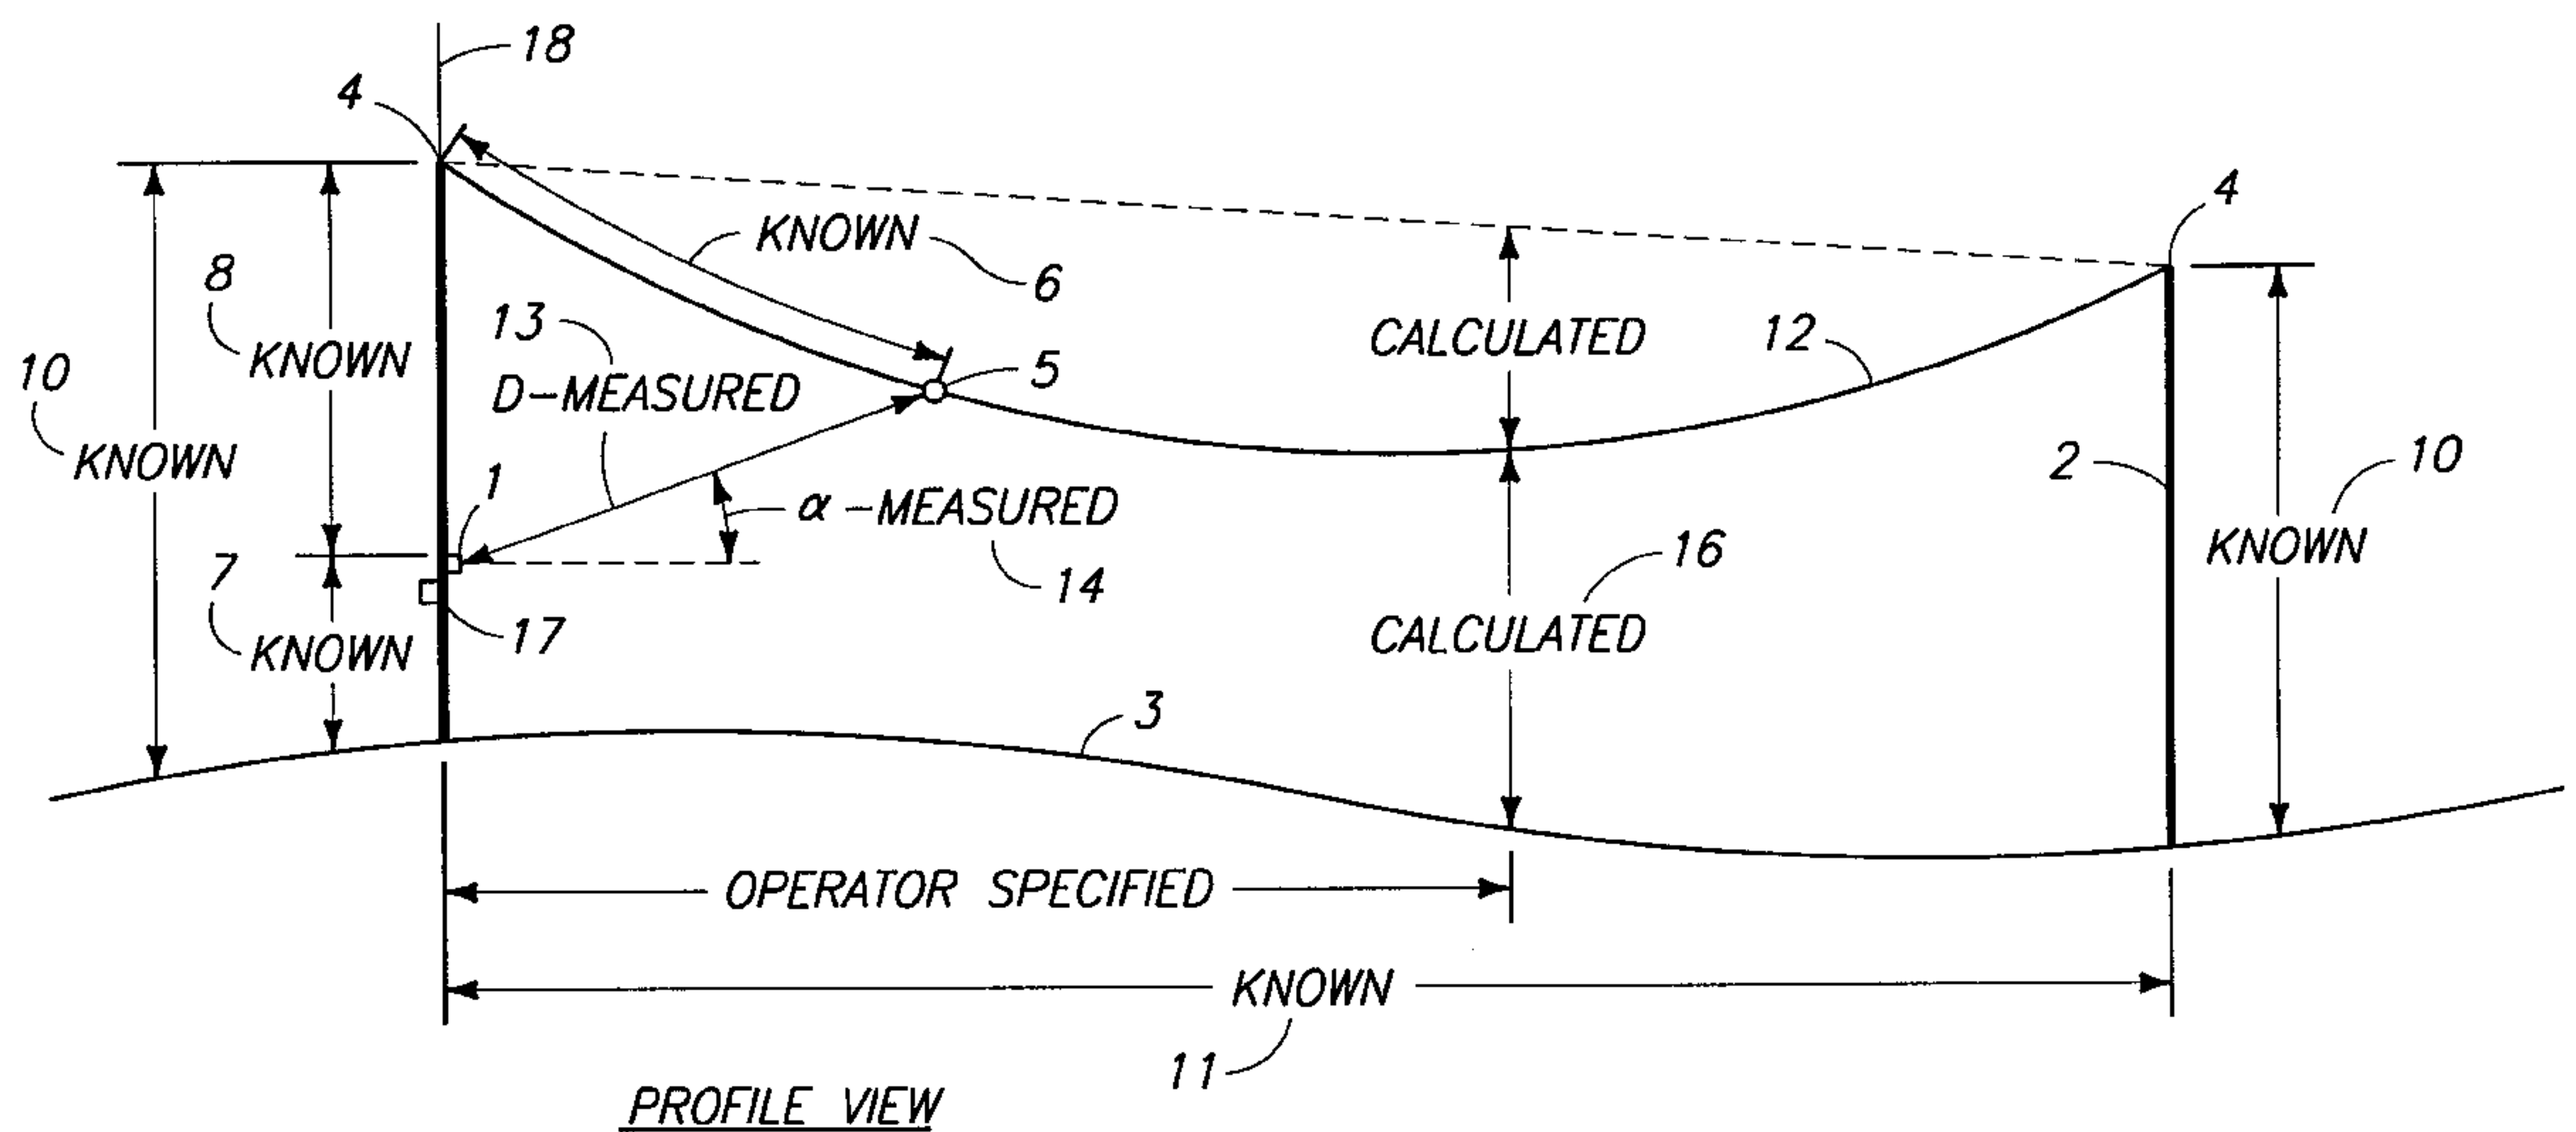 18
4
4
KNOWN
6
8
13
KNOWN
CALCULATED
12
10
D-MEASURED
5
KNOWN
1
α-MEASURED
2
10
KNOWN
7
14
16
KNOWN
17
CALCULATED
3
OPERATOR SPECIFIED
KNOWN
11
PROFILE VIEW